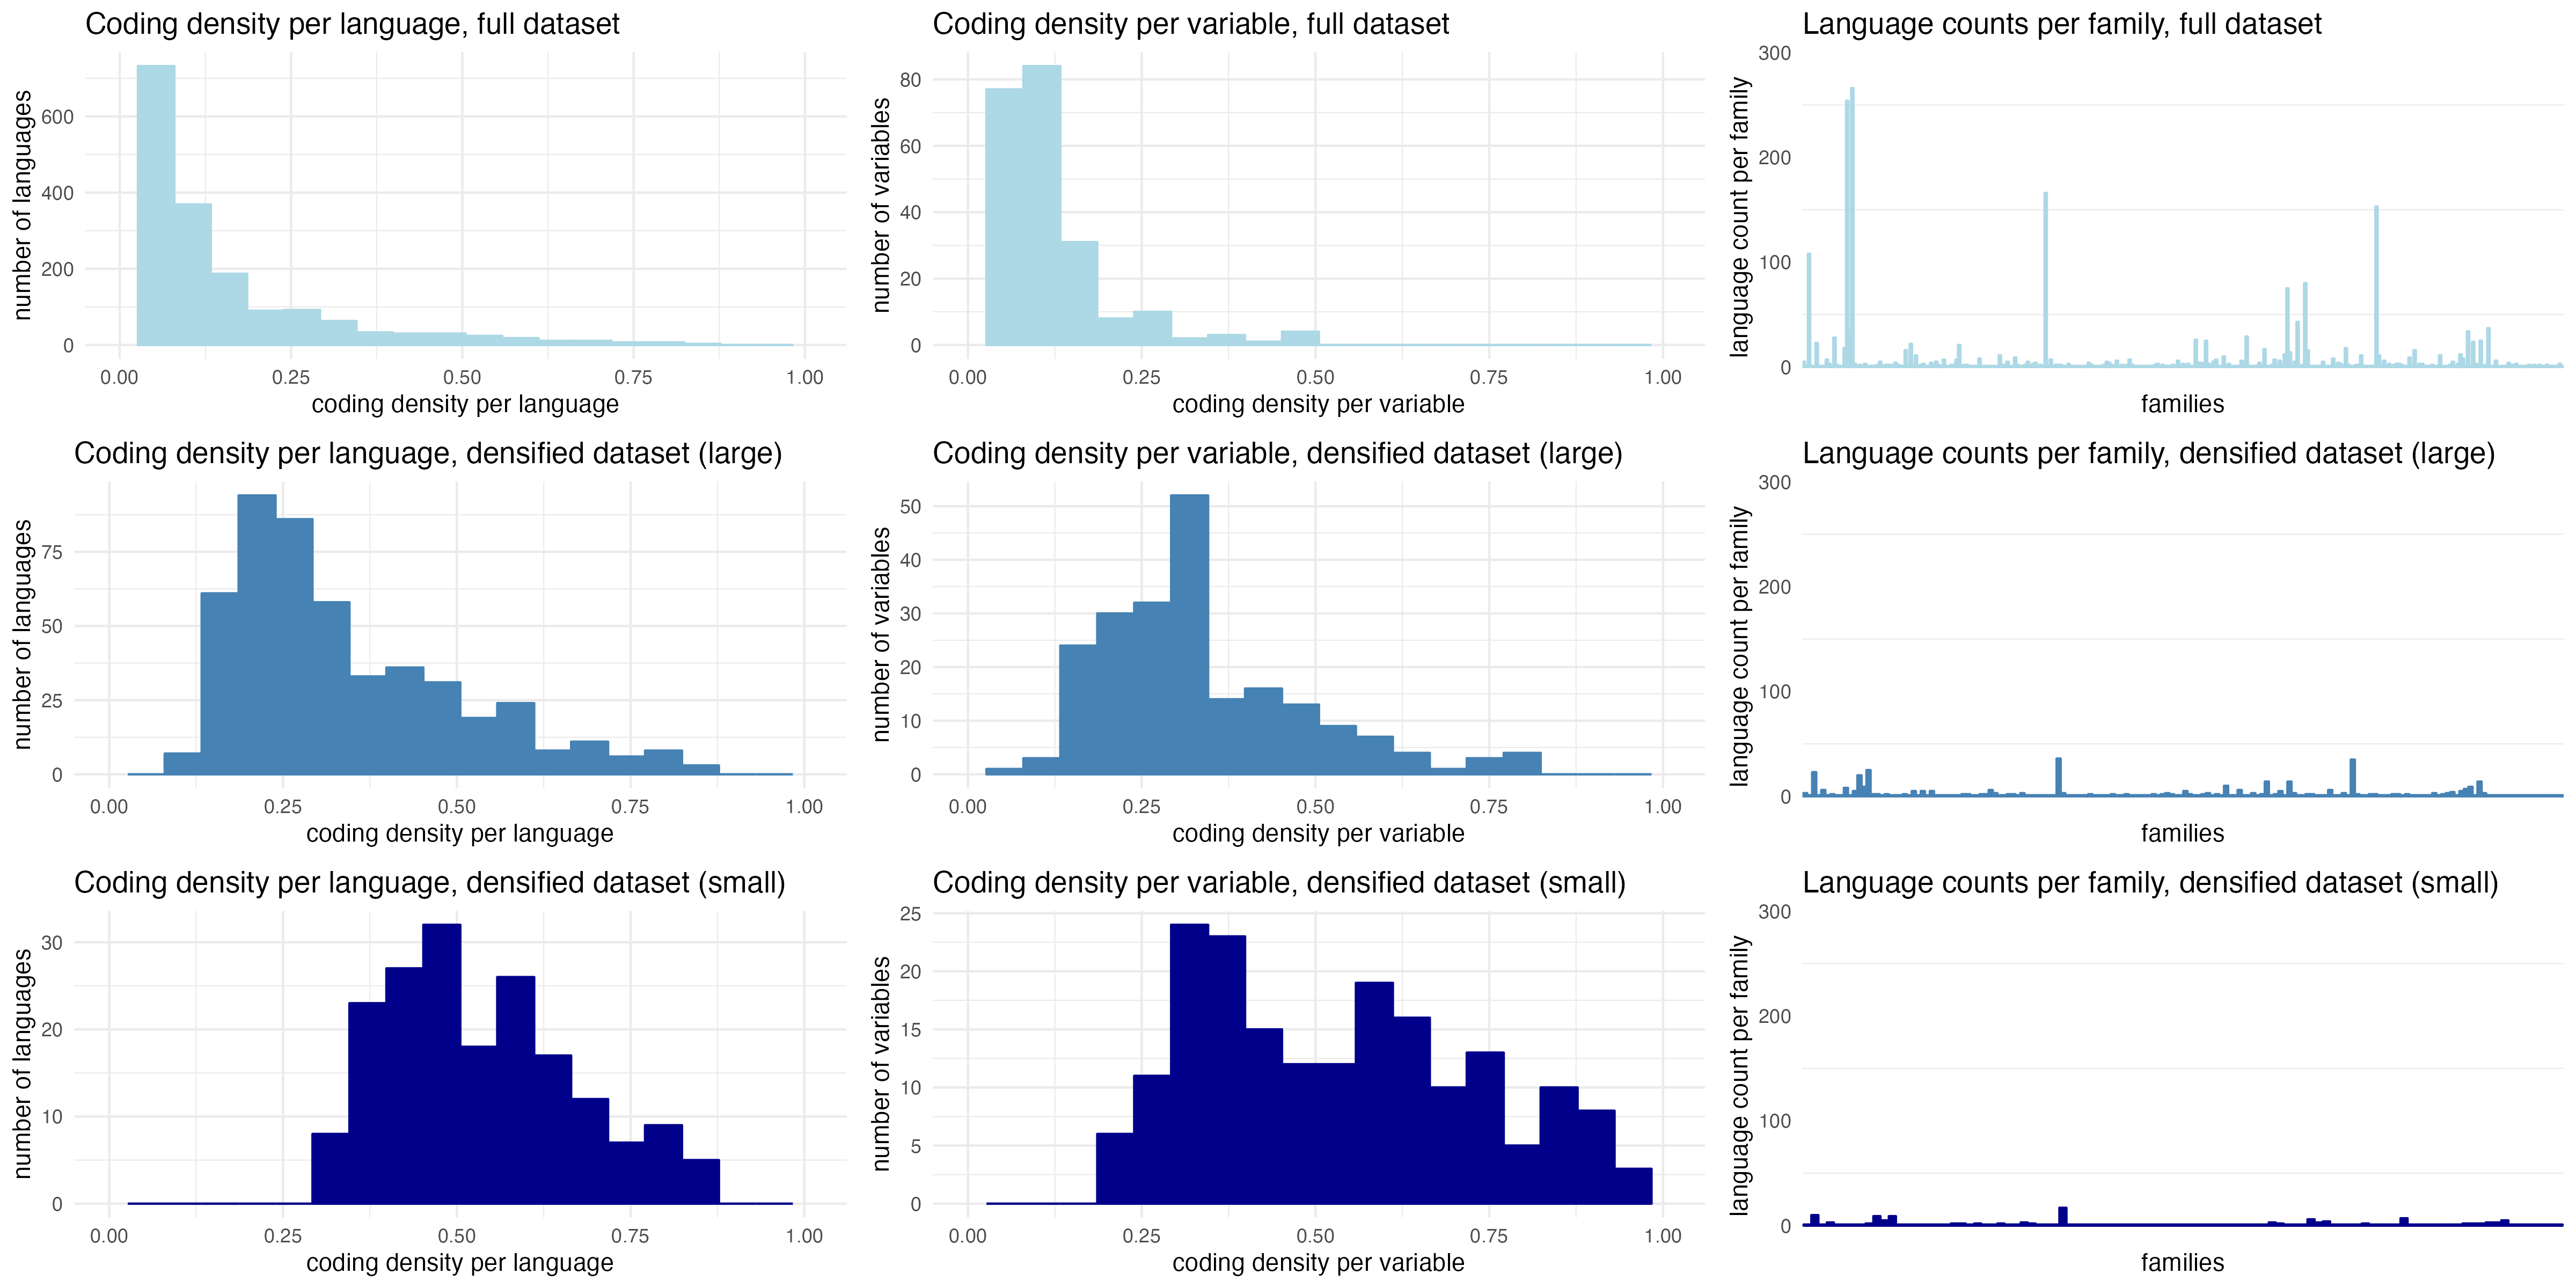 Coding density per language, full dataset
number of languages
600
400
200
0
0.00 0.25 0.50 0.75 1.00
coding density per language
Coding density per variable, full dataset
number of variables
80
60
40
20
0
0.00 0.25 0.50 0.75 1.00
coding density per variable
Language counts per family, full dataset
language count per family
300
200
100
0
families
Coding density per language, densified dataset (large)
number of languages
75
50
25
0
0.00 0.25 0.50 0.75 1.00
coding density per language
Coding density per variable, densified dataset (large)
number of variables
50
40
30
20
10
0
0.00 0.25 0.50 0.75 1.00
coding density per variable
Language counts per family, densified dataset (large)
language count per family
300
200
100
0
families
Coding density per language, densified dataset (small)
number of languages
30
20
10
0
0.00 0.25 0.50 0.75 1.00
coding density per language
Coding density per variable, densified dataset (small)
number of variables
25
20
15
10
5
0
0.00 0.25 0.50 0.75 1.00
coding density per variable
Language counts per family, densified dataset (small)
language count per family
300
200
100
0
families